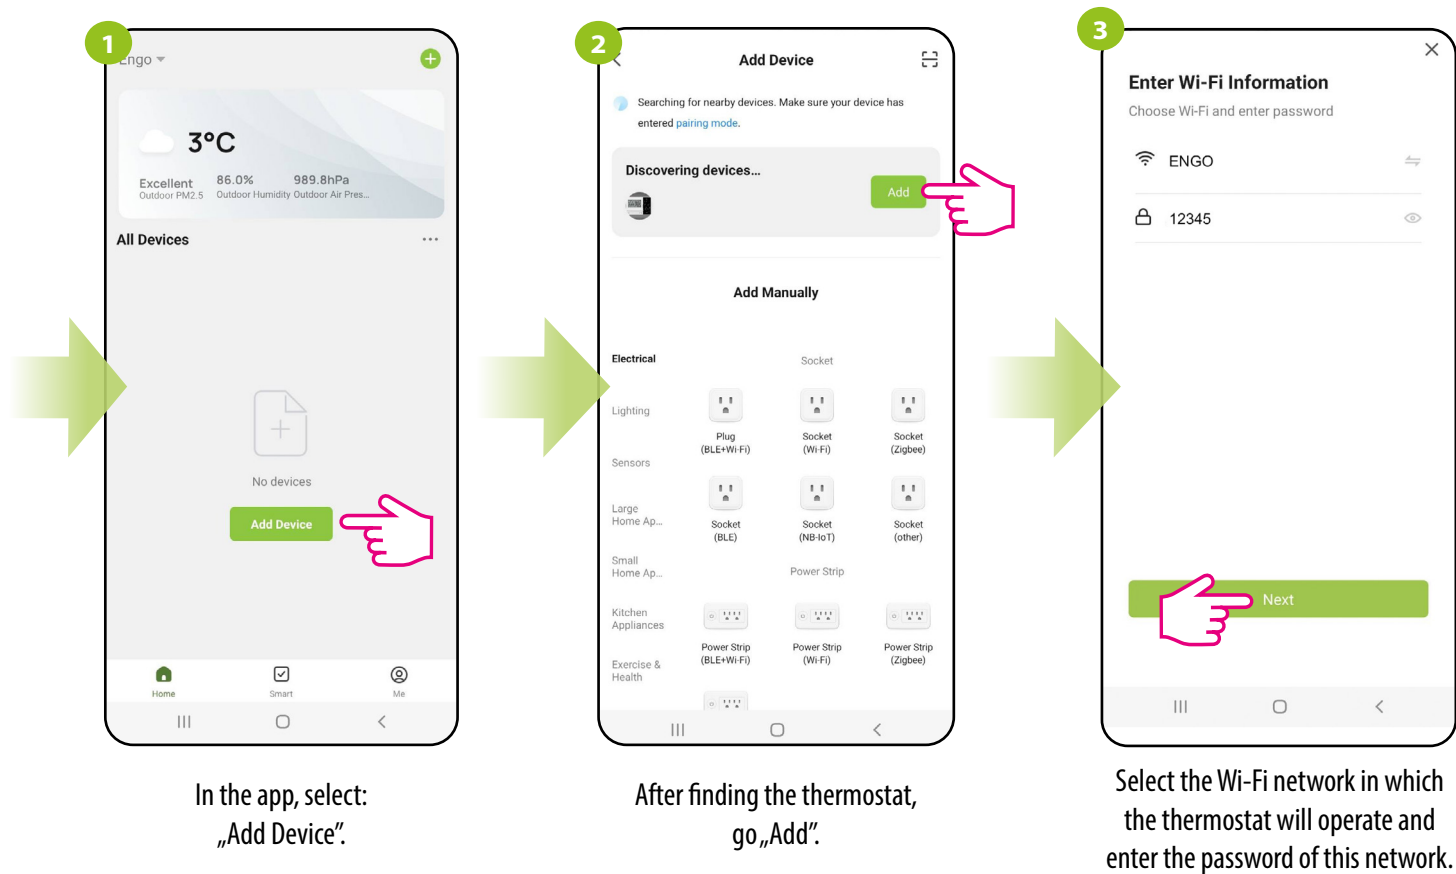 1
Engo
3°C
Excellent
Outdoor PM2.5
86.0%
Outdoor Humidity
989.8hPa
Outdoor Air Pres...
All Devices
No devices
Add Device
Home
Smart
Me
In the app, select:
„Add Device”.
2
Add Device
Searching for nearby devices. Make sure your device has
entered pairing mode.
Discovering devices...
Add
Add Manually
Electrical
Lighting
Sensors
Large
Home Ap...
Small
Home Ap...
Kitchen
Appliances
Exercise &
Health
Socket
Plug
(BLE+Wi-Fi)
Socket
(Wi-Fi)
Socket
(Zigbee)
Socket
(BLE)
Socket
(NB-IoT)
Socket
(other)
Power Strip
Power Strip
(BLE+Wi-Fi)
Power Strip
(Wi-Fi)
Power Strip
(Zigbee)
After finding the thermostat,
go „Add”.
3
Enter Wi-Fi Information
Choose Wi-Fi and enter password
ENGO
12345
Next
Select the Wi-Fi network in which
the thermostat will operate and
enter the password of this network.